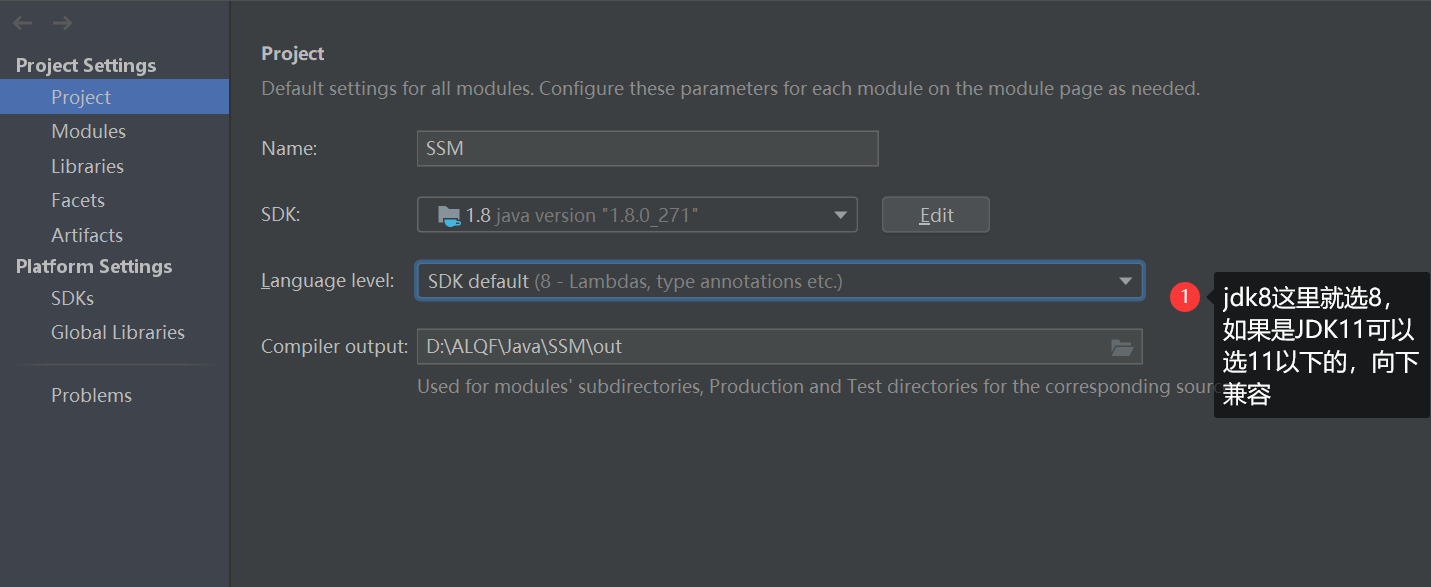 Project Settings
Project
Modules
Libraries
Facets
Artifacts
Platform Settings
SDKs
Global Libraries
Problems
Project
Default settings for all modules. Configure these parameters for each module on the module page as needed.
Name:
SSM
SDK:
1.8 java version "1.8.0_271"
Edit
Language level:
SDK default (8 - Lambdas, type annotations etc.)
Compiler output:
D:\ALQF\Java\SSM\out
Used for modules' subdirectories, Production and Test directories for the corresponding
1
jdk8这里就选8,
如果是JDK11可以
选11以下的，向下
兼容